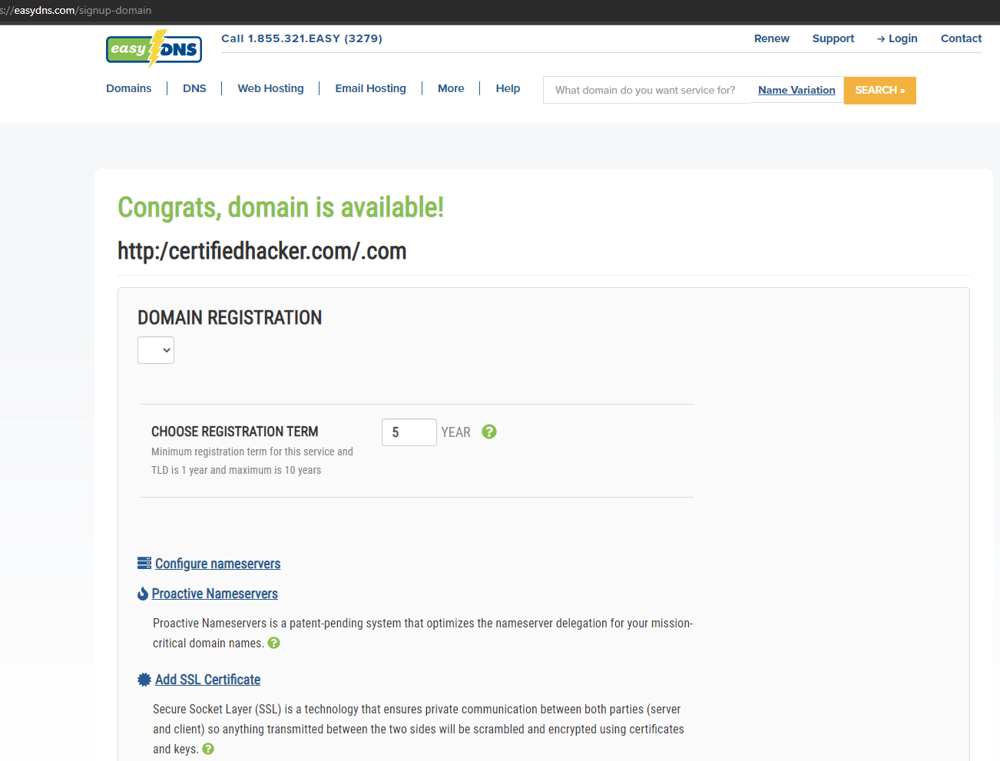 s://easydns.com/signup-domain
easyDNS
Call 1.855.321.EASY (3279)
Renew
Support
→ Login
Contact
Domains
DNS
Web Hosting
Email Hosting
More
Help
What domain do you want service for?
Name Variation
SEARCH »
Congrats, domain is available!
http:/certifiedhacker.com/.com
DOMAIN REGISTRATION
CHOOSE REGISTRATION TERM
5 YEAR ?
Minimum registration term for this service and
TLD is 1 year and maximum is 10 years
Configure nameservers
Proactive Nameservers
Proactive Nameservers is a patent-pending system that optimizes the nameserver delegation for your mission-
critical domain names. ?
Add SSL Certificate
Secure Socket Layer (SSL) is a technology that ensures private communication between both parties (server
and client) so anything transmitted between the two sides will be scrambled and encrypted using certificates
and keys. ?